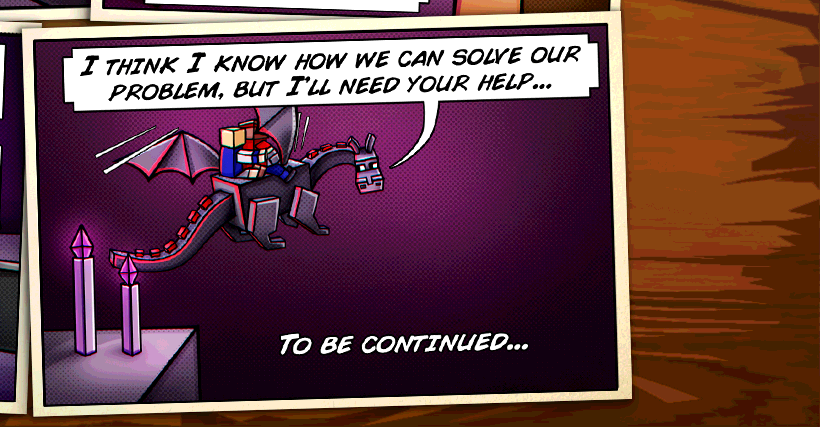 I THINK I KNOW HOW WE CAN SOLVE OUR
PROBLEM, BUT I'LL NEED YOUR HELP...
TO BE CONTINUED...